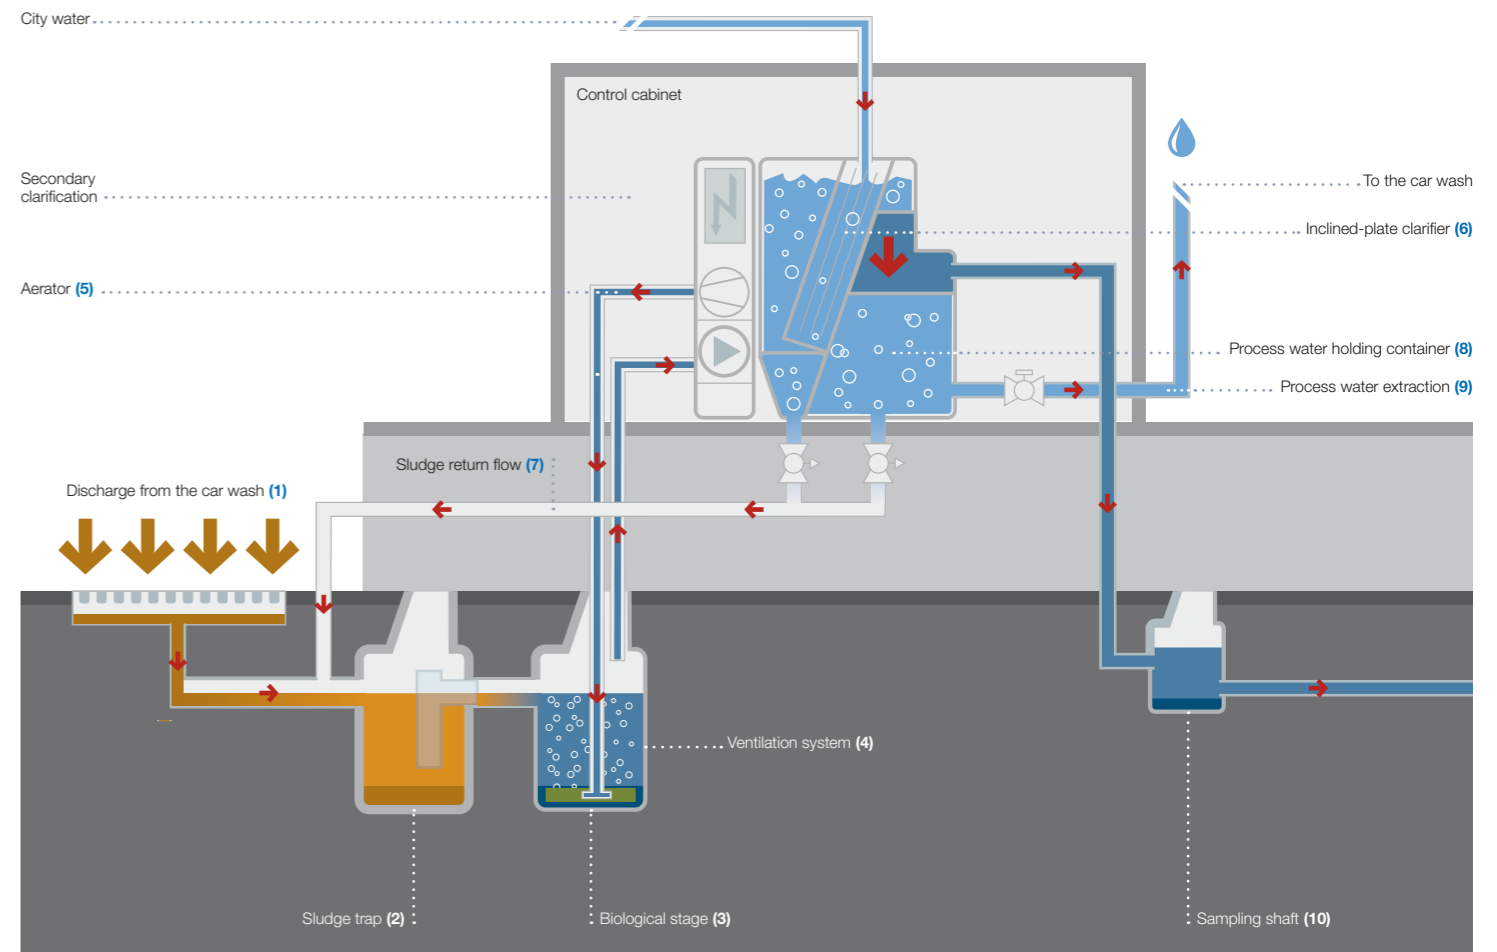 City water
Control cabinet
Secondary
clarification
To the car wash
Inclined-plate clarifier (6)
Aerator (5)
Process water holding container (8)
Process water extraction (9)
Sludge return flow (7)
Discharge from the car wash (1)
Ventilation system (4)
Sludge trap (2)
Biological stage (3)
Sampling shaft (10)